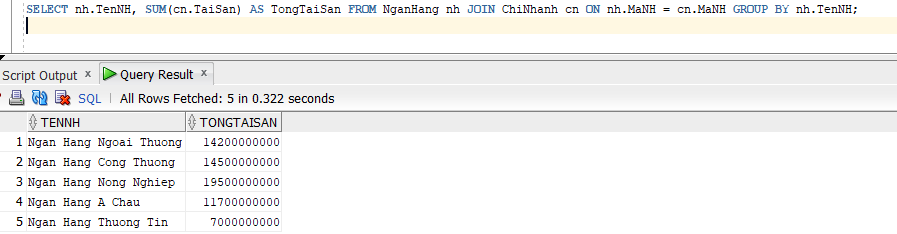 SELECT nh.TenNH, SUM(cn.TaiSan) AS TongTaiSan FROM NganHang nh JOIN ChiNhanh cn ON nh.MaNH = cn.MaNH GROUP BY nh.TenNH;
Script Output x Query Result x
SQL | All Rows Fetched: 5 in 0.322 seconds
TENNH TONGTAISAN
1 Ngan Hang Ngoai Thuong 14200000000
2 Ngan Hang Cong Thuong 14500000000
3 Ngan Hang Nong Nghiep 19500000000
4 Ngan Hang A Chau 11700000000
5 Ngan Hang Thuong Tin 7000000000